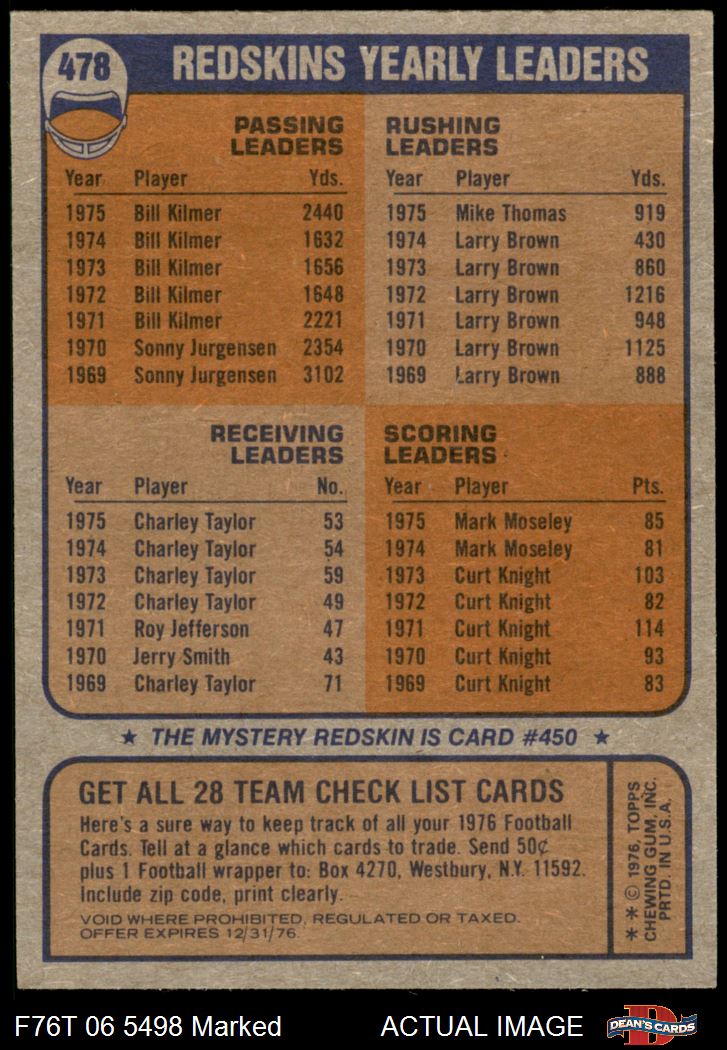 478
REDSKINS YEARLY LEADERS
PASSING
LEADERS
Year Player Yds.
1975 Bill Kilmer 2440
1974 Bill Kilmer 1632
1973 Bill Kilmer 1656
1972 Bill Kilmer 1648
1971 Bill Kilmer 2221
1970 Sonny Jurgensen 2354
1969 Sonny Jurgensen 3102
RUSHING
LEADERS
Year Player Yds.
1975 Mike Thomas 919
1974 Larry Brown 430
1973 Larry Brown 860
1972 Larry Brown 1216
1971 Larry Brown 948
1970 Larry Brown 1125
1969 Larry Brown 888
RECEIVING
LEADERS
Year Player No.
1975 Charley Taylor 53
1974 Charley Taylor 54
1973 Charley Taylor 59
1972 Charley Taylor 49
1971 Roy Jefferson 47
1970 Jerry Smith 43
1969 Charley Taylor 71
SCORING
LEADERS
Year Player Pts.
1975 Mark Moseley 85
1974 Mark Moseley 81
1973 Curt Knight 103
1972 Curt Knight 82
1971 Curt Knight 114
1970 Curt Knight 93
1969 Curt Knight 83
★ THE MYSTERY REDSKIN IS CARD #450 ★
GET ALL 28 TEAM CHECK LIST CARDS
Here's a sure way to keep track of all your 1976 Football
Cards. Tell at a glance which cards to trade. Send 50¢
plus 1 Football wrapper to: Box 4270, Westbury, N.Y. 11592.
Include zip code, print clearly.
VOID WHERE PROHIBITED, REGULATED OR TAXED.
OFFER EXPIRES 12/31/76.
* * © 1976, TOPPS
CHEWING GUM, INC.
PRTD. IN U.S.A.
F76T 06 5498 Marked
ACTUAL IMAGE
D
DEAN'S CARDS